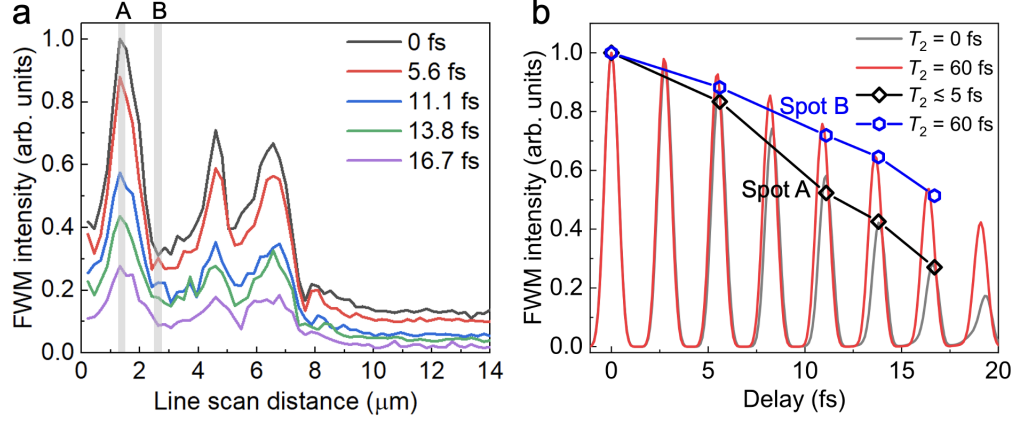 a
A B
FWM intensity (arb. units)
1.0
0.8
0.6
0.4
0.2
0.0
0 fs
5.6 fs
11.1 fs
13.8 fs
16.7 fs
0 2 4 6 8 10 12 14
Line scan distance (μm)
b
FWM intensity (arb. units)
1.0
0.8
0.6
0.4
0.2
0.0
T₂ = 0 fs
T₂ = 60 fs
T₂ ≲ 5 fs
T₂ = 60 fs
Spot B
Spot A
0 5 10 15 20
Delay (fs)